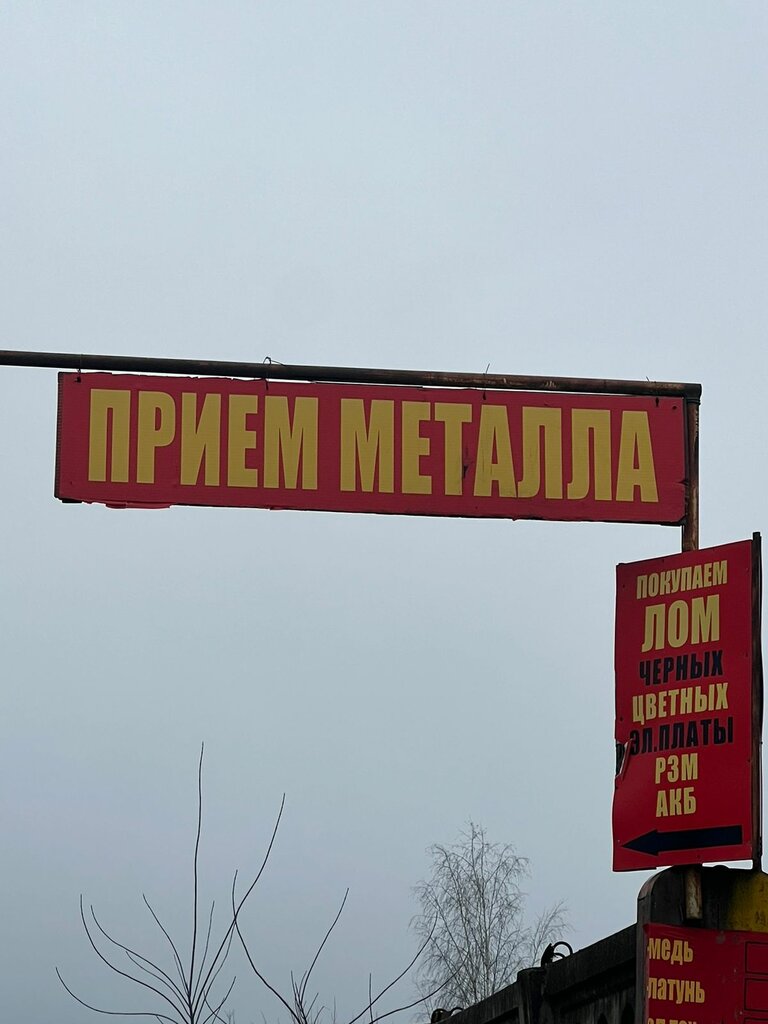 ПРИЕМ МЕТАЛЛА
ПОКУПАЕМ
ЛОМ
ЧЕРНЫХ
ЦВЕТНЫХ
ЭЛ.ПЛАТЫ
РЗМ
АКБ
медь
латунь